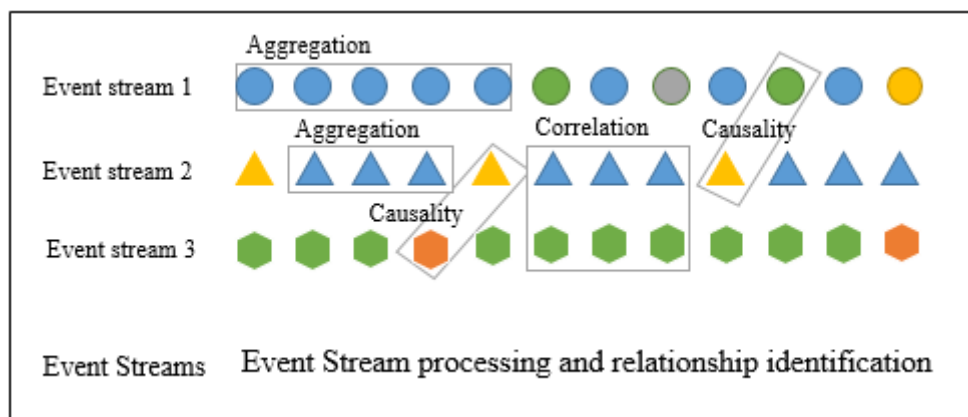 Aggregation
Event stream 1
Aggregation
Correlation
Causality
Event stream 2
Causality
Event stream 3
Event Streams
Event Stream processing and relationship identification